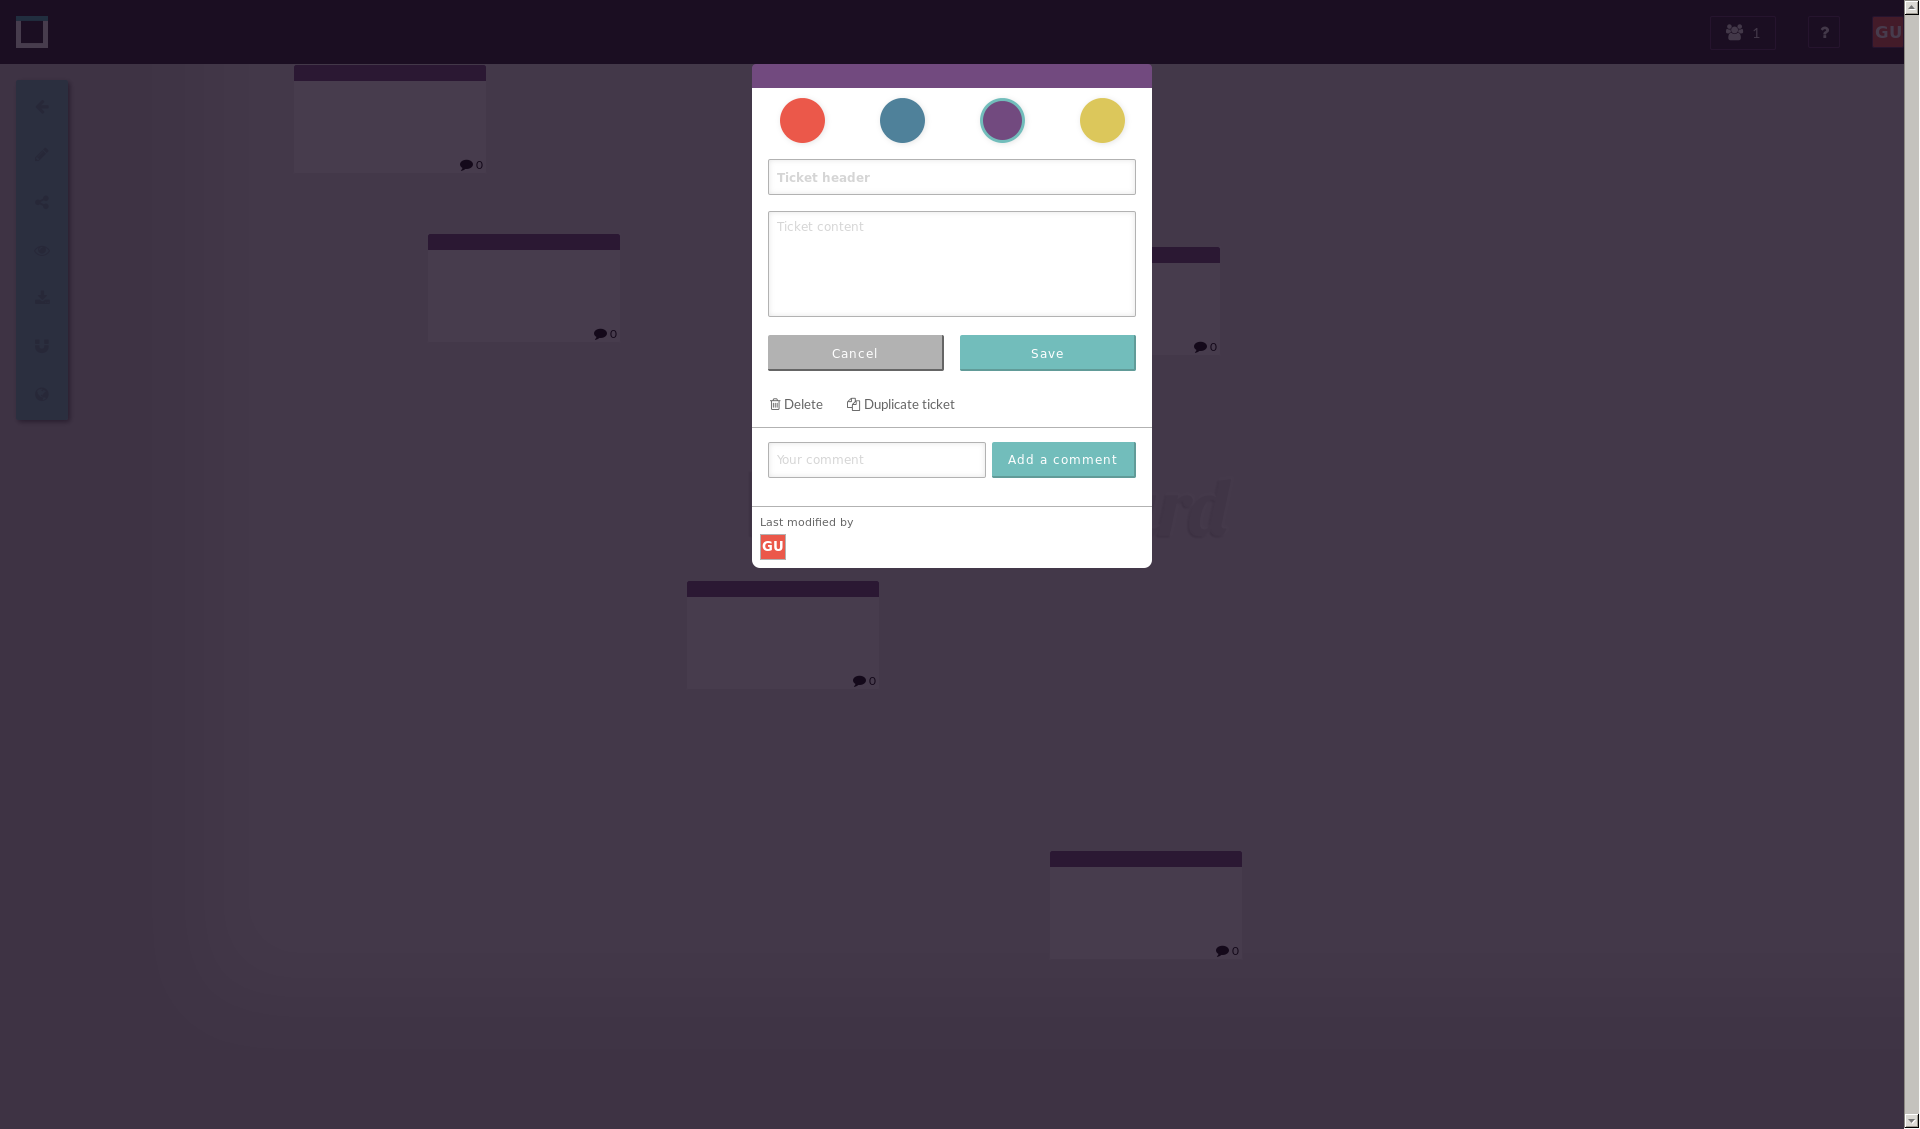 1 ? GU
0
0
0
Ticket header
Ticket content
Cancel Save
Delete Duplicate ticket
Your comment Add a comment
rd
Last modified by
GU
0
0